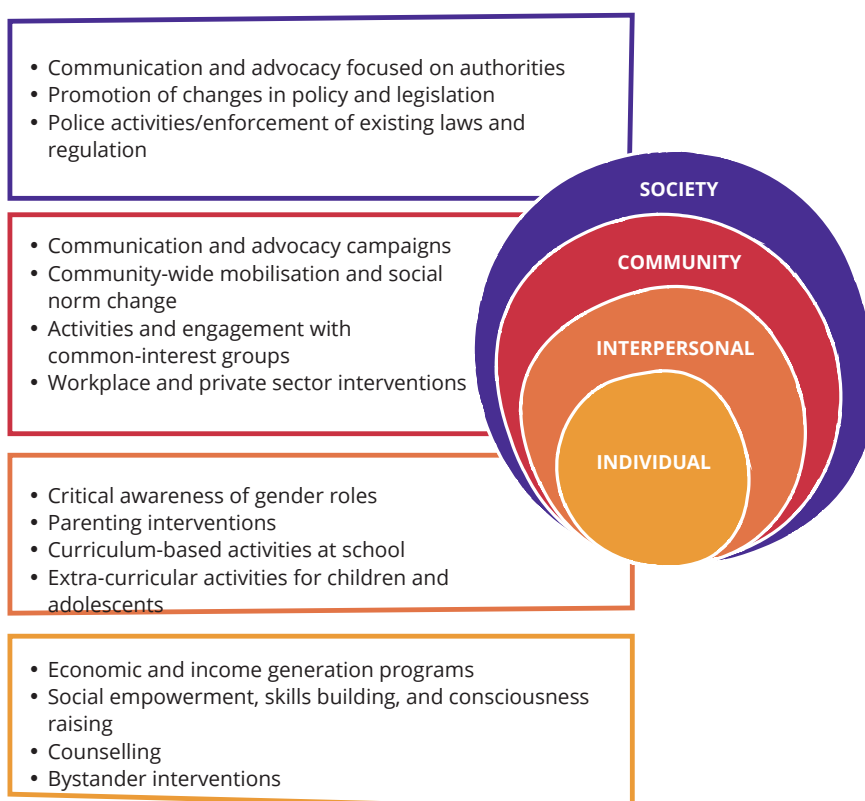 • Communication and advocacy focused on authorities
• Promotion of changes in policy and legislation
• Police activities/enforcement of existing laws and
regulation
SOCIETY
• Communication and advocacy campaigns
• Community-wide mobilisation and social
norm change
• Activities and engagement with
common-interest groups
• Workplace and private sector interventions
COMMUNITY
INTERPERSONAL
INDIVIDUAL
• Critical awareness of gender roles
• Parenting interventions
• Curriculum-based activities at school
• Extra-curricular activities for children and
adolescents
• Economic and income generation programs
• Social empowerment, skills building, and consciousness
raising
• Counselling
• Bystander interventions